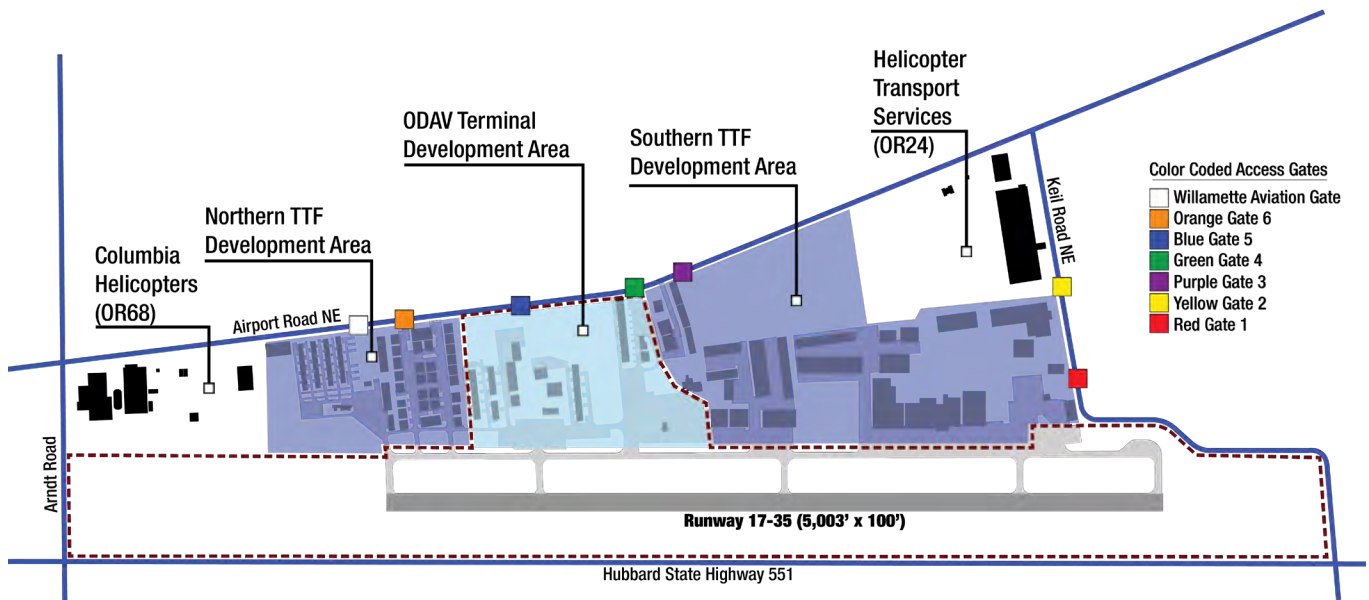 Helicopter
Transport
Services
(OR24)
ODAV Terminal
Development Area
Southern TTF
Development Area
Northern TTF
Development Area
Columbia
Helicopters
(OR68)
Airport Road NE
Keil Road NE
Arndt Road
Color Coded Access Gates
Willamette Aviation Gate
Orange Gate 6
Blue Gate 5
Green Gate 4
Purple Gate 3
Yellow Gate 2
Red Gate 1
Runway 17-35 (5,003’ x 100’)
Hubbard State Highway 551